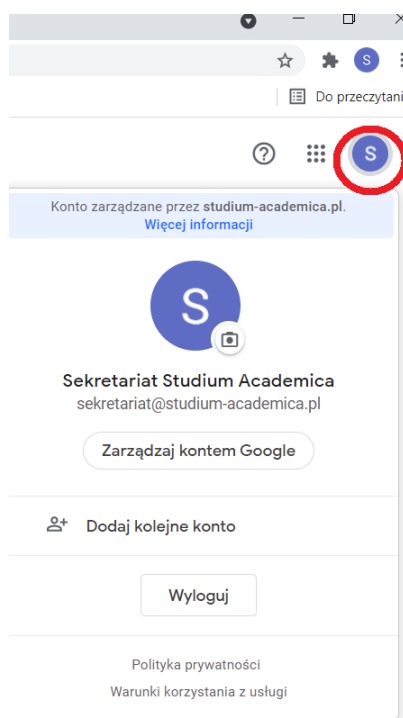 S
Do przeczytani
S
Konto zarządzane przez studium-academica.pl.
Więcej informacji
S
Sekretariat Studium Academica
sekretariat@studium-academica.pl
Zarządzaj kontem Google
Dodaj kolejne konto
Wyloguj
Polityka prywatności
Warunki korzystania z usługi